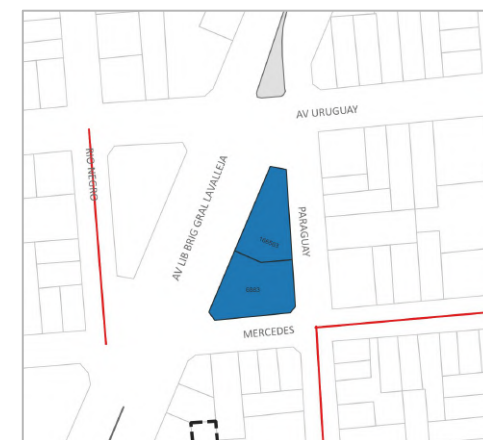 AV URUGUAY
RIO NEGRO
AV LIB BRIG GRAL LAVALLEJA
PARAGUAY
MERCEDES